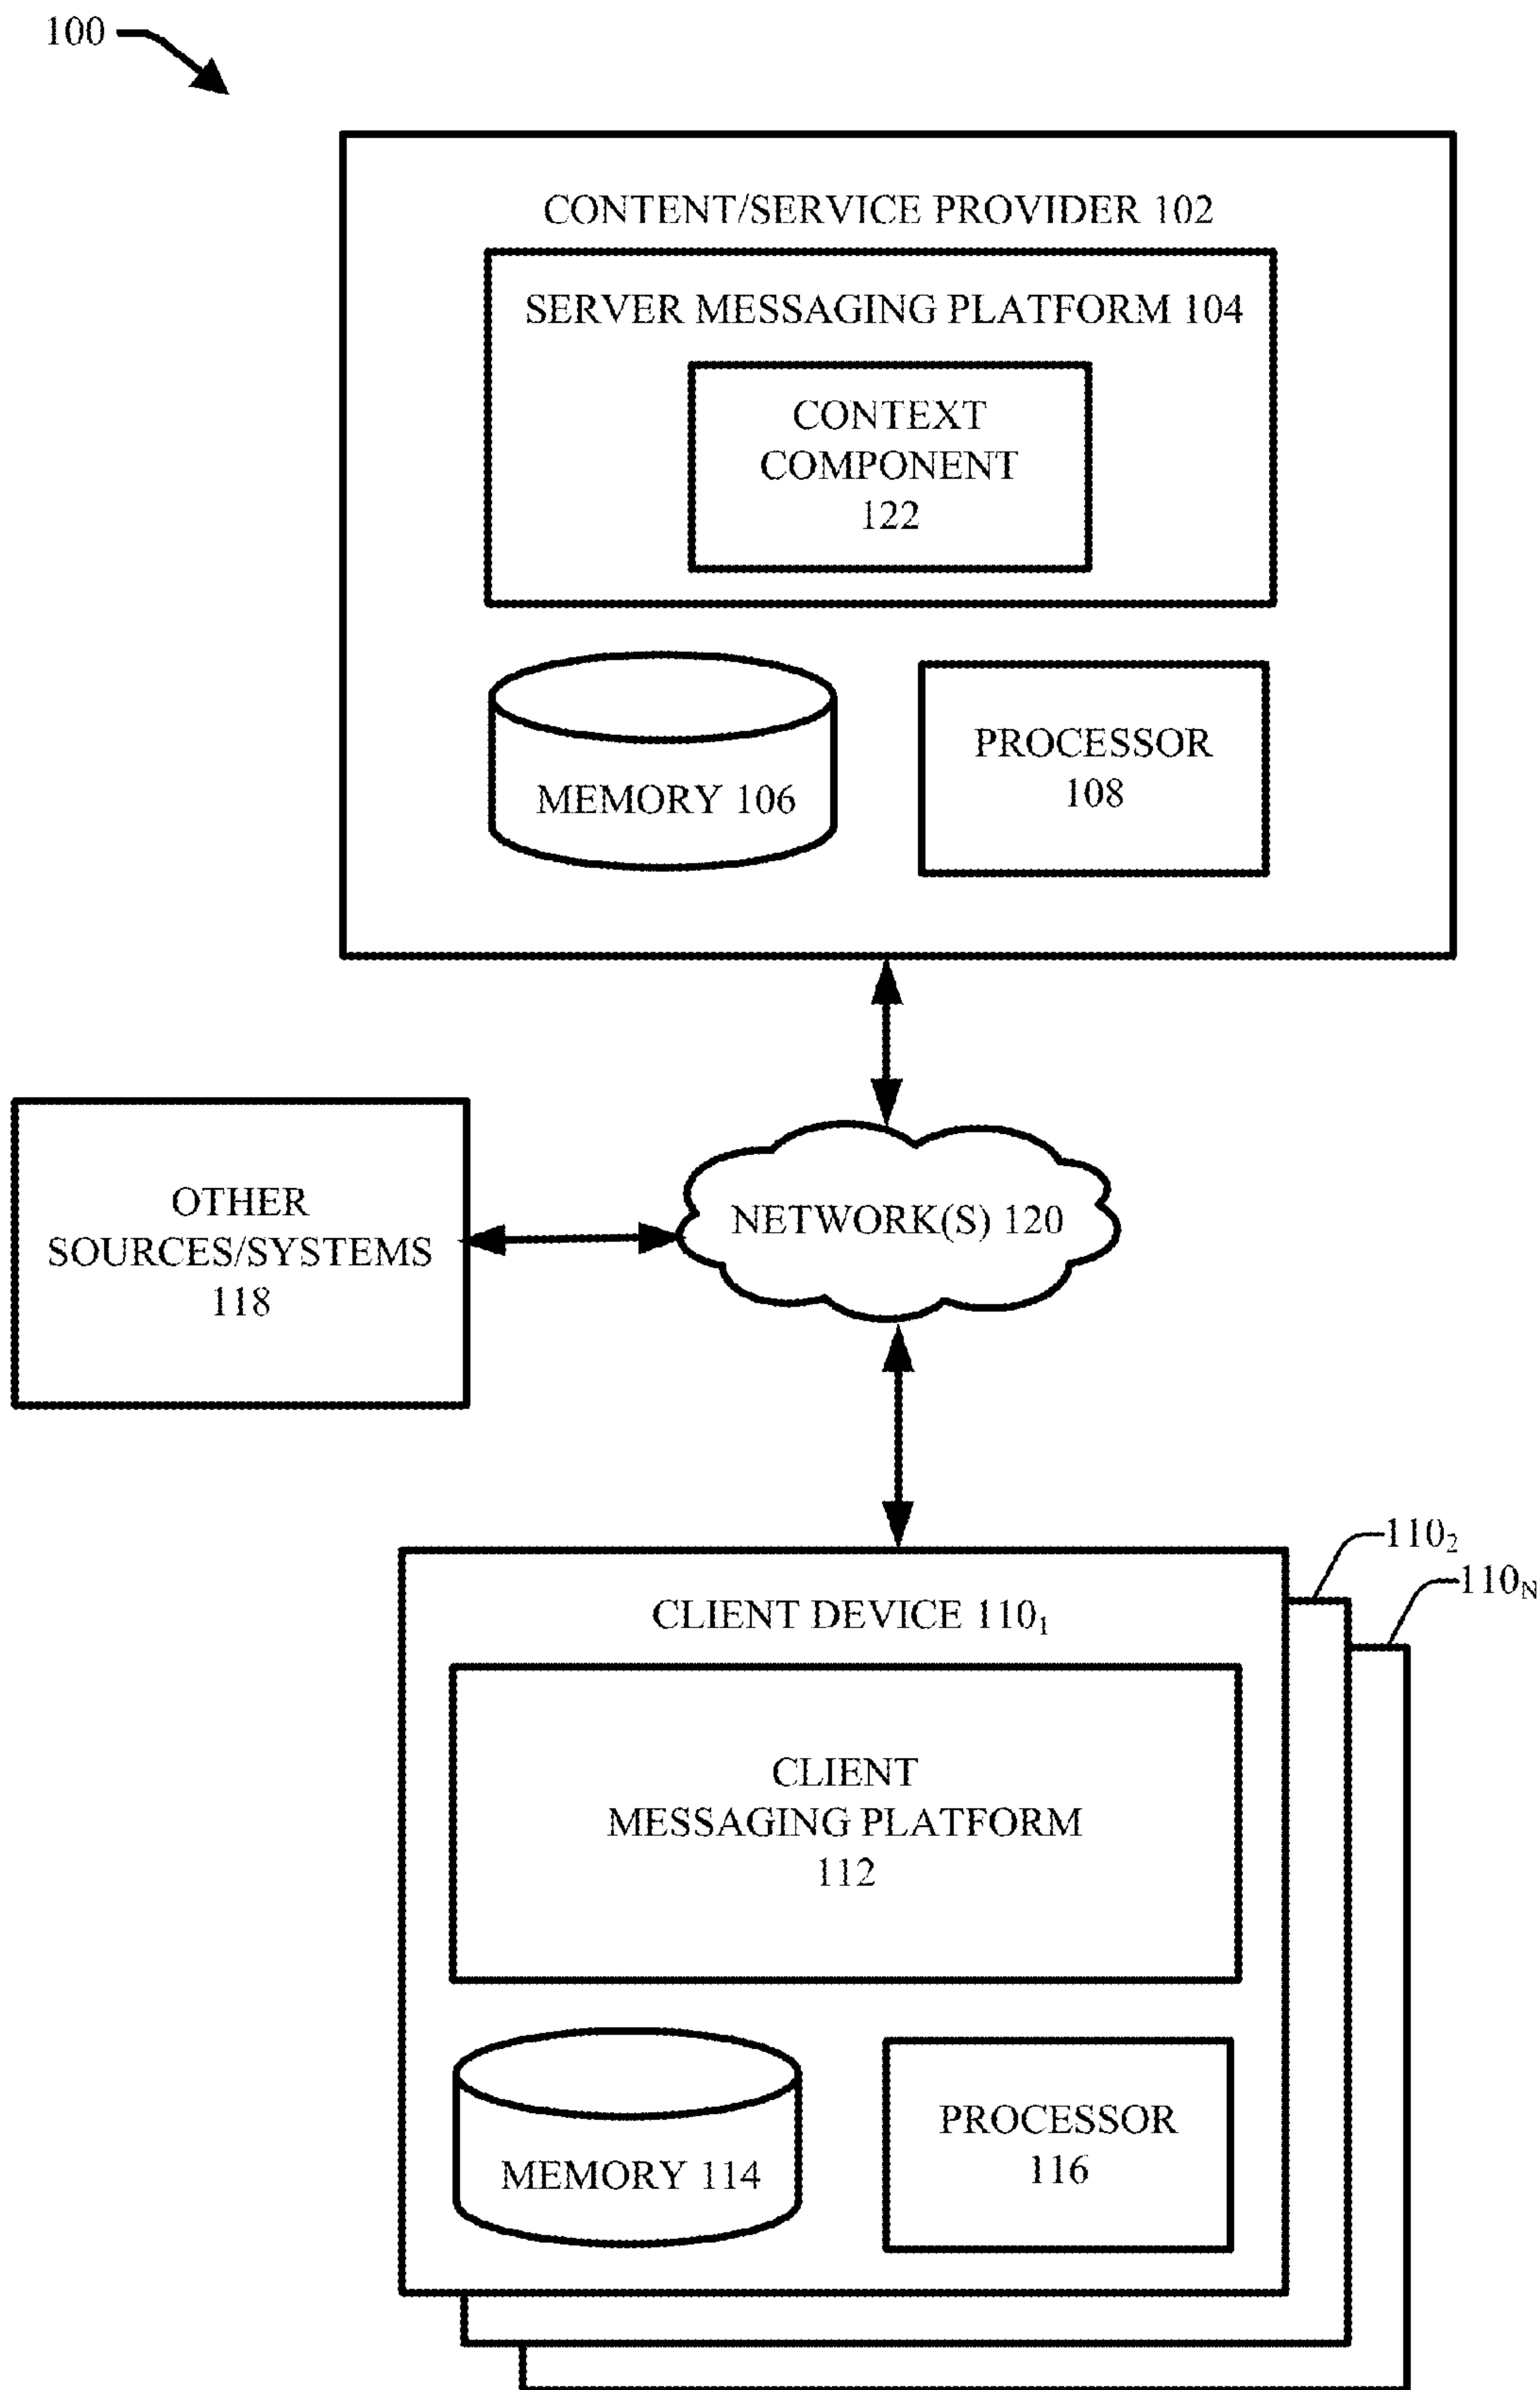 100
CONTENT/SERVICE PROVIDER 102
SERVER MESSAGING PLATFORM 104
CONTEXT
COMPONENT
122
MEMORY 106
PROCESSOR
108
OTHER
SOURCES/SYSTEMS
118
NETWORK(S) 120
110₂
110N
CLIENT DEVICE 110₁
CLIENT
MESSAGING PLATFORM
112
MEMORY 114
PROCESSOR
116